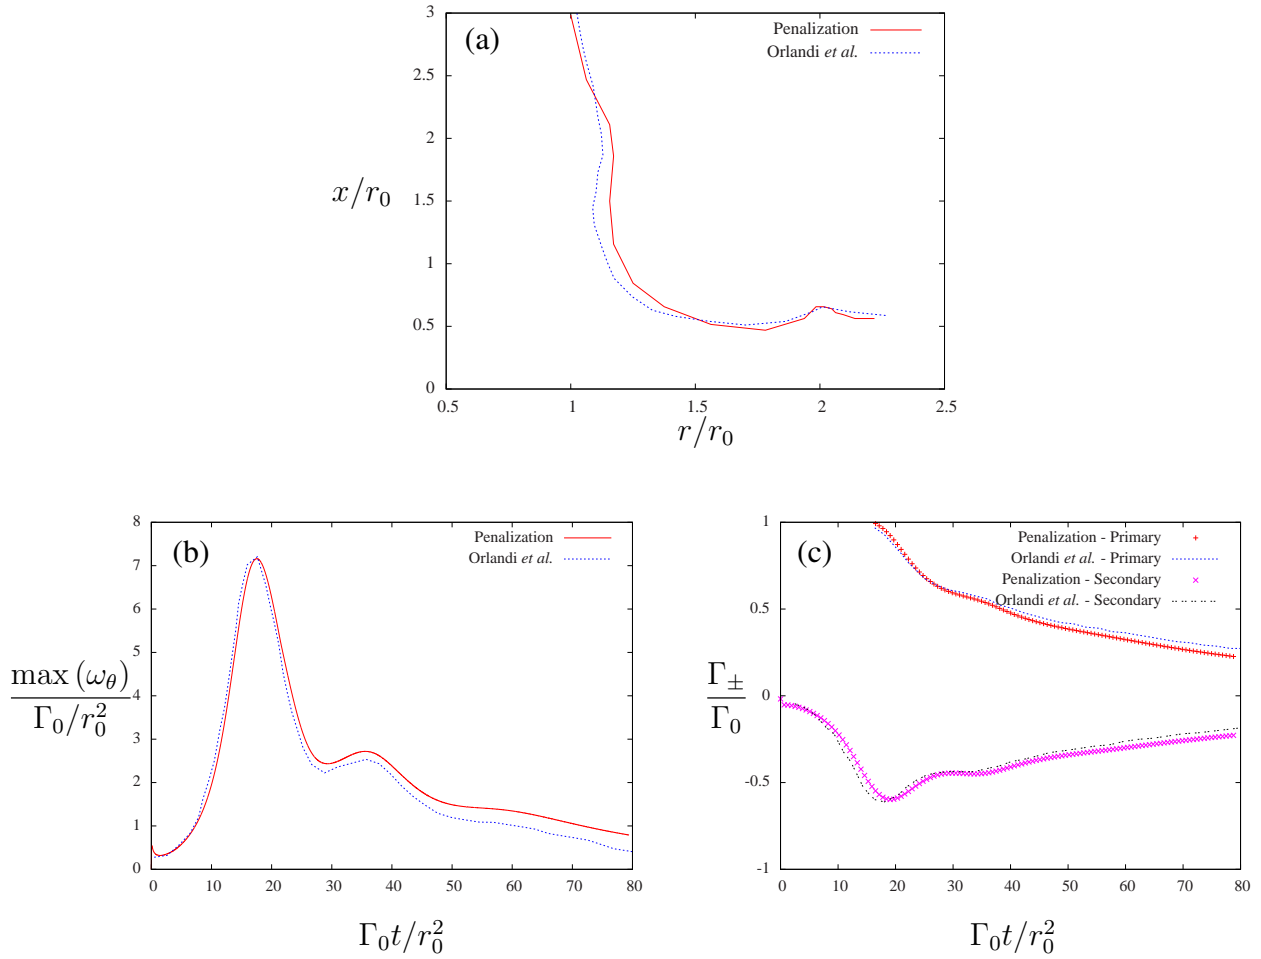 (a)
Penalization
Orlandi et al.
3
2.5
2
1.5
1
0.5
0
x/r₀
0.5 1 1.5 2 2.5
r/r₀
(b)
Penalization
Orlandi et al.
8
7
6
5
4
3
2
1
0
max (ω_θ)
Γ₀/r₀²
0 10 20 30 40 50 60 70 80
Γ₀t/r₀²
(c)
Penalization - Primary
Orlandi et al. - Primary
Penalization - Secondary
Orlandi et al. - Secondary
1
0.5
0
-0.5
-1
Γ±
Γ₀
0 10 20 30 40 50 60 70 80
Γ₀t/r₀²